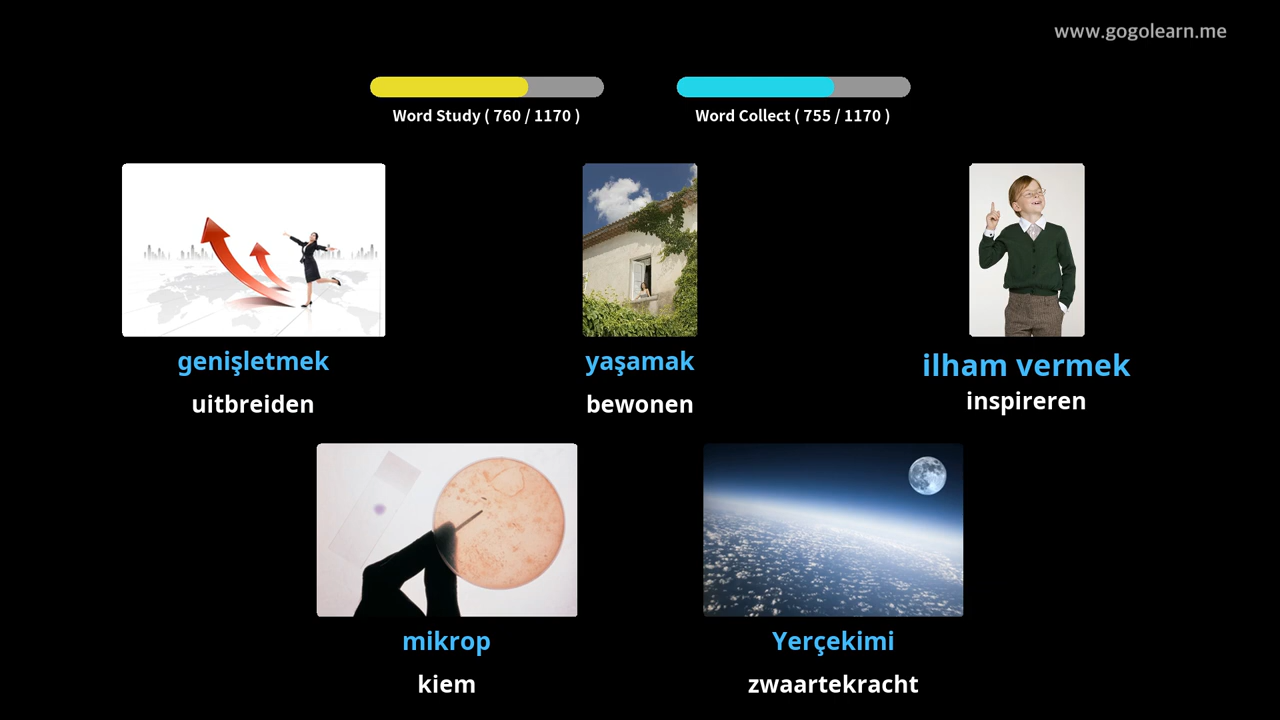 www.gogolearn.me
Word Study ( 760 / 1170 )
Word Collect ( 755 / 1170 )
genişletmek
uitbreiden
yaşamak
bewonen
ilham vermek
inspireren
mikrop
kiem
Yerçekimi
zwaartekracht